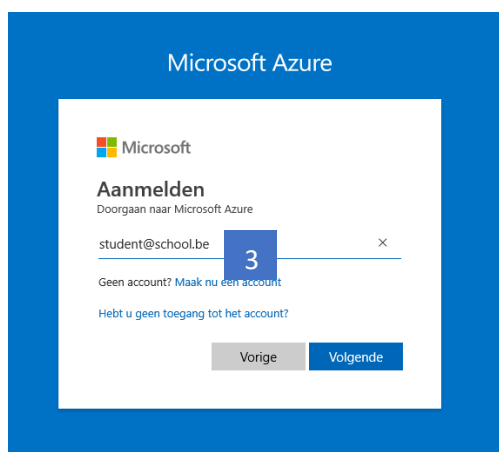 Microsoft Azure
Microsoft
Aanmelden
Doorgaan naar Microsoft Azure
student@school.be
3
Geen account? Maak nu een account
Hebt u geen toegang tot het account?
Vorige Volgende